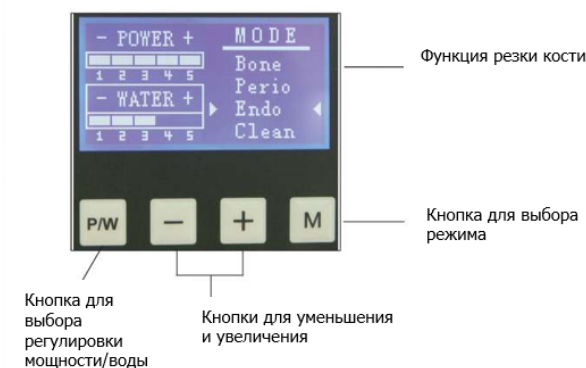 - POWER +
1 2 3 4 5
- WATER +
1 2 3 4 5
MODE
Bone
Perio
Endo
Clean
Функция резки кости
P/W
−
+
M
Кнопка для выбора
режима
Кнопка для
выбора
регулировки
мощности/воды
Кнопки для уменьшения
и увеличения